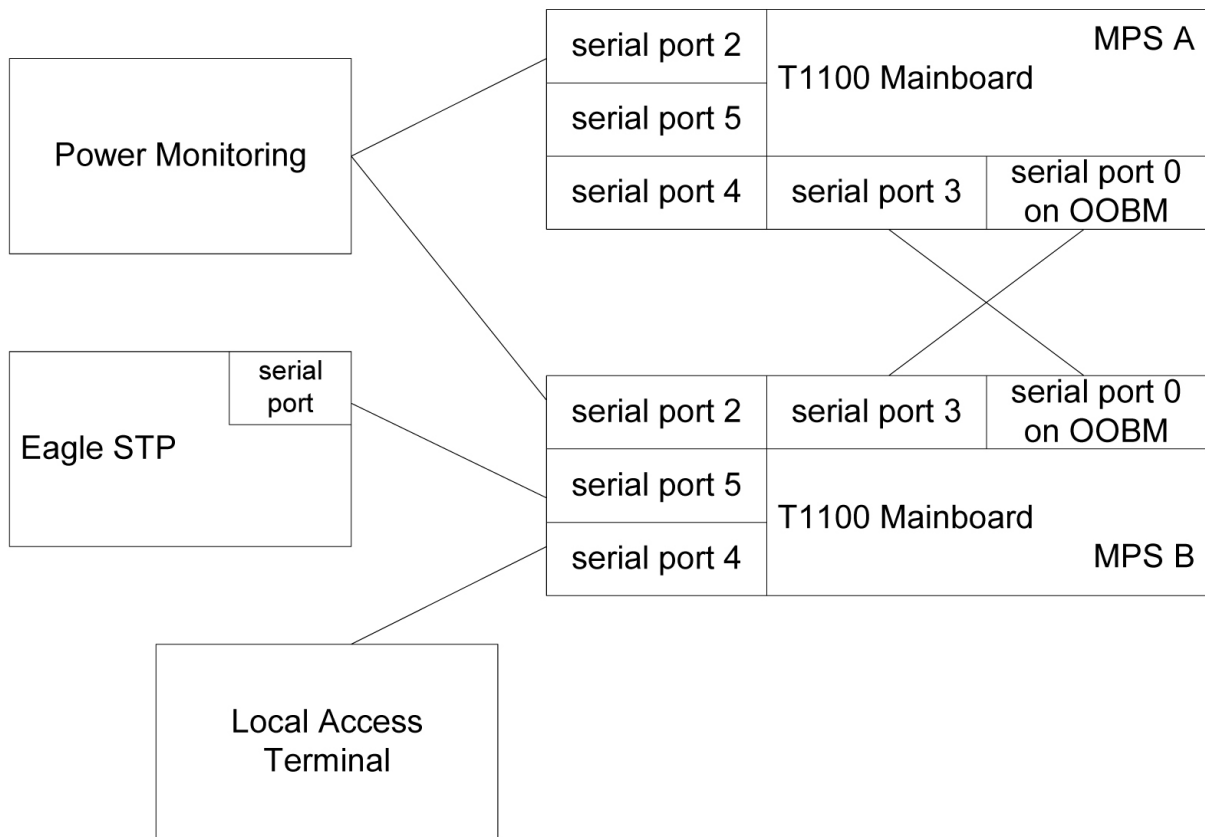 serial port 2
MPS A
T1100 Mainboard
serial port 5
Power Monitoring
serial port 4
serial port 3
serial port 0
on OOBM
serial
port
Eagle STP
serial port 2
serial port 3
serial port 0
on OOBM
serial port 5
T1100 Mainboard
serial port 4
MPS B
Local Access
Terminal